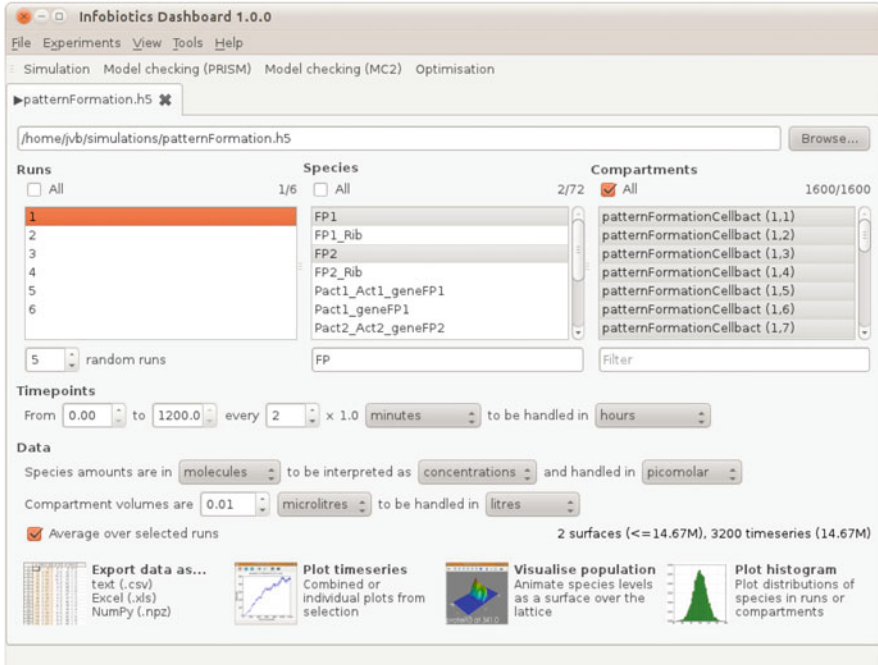 Infobiotics Dashboard 1.0.0
File Experiments View Tools Help
Simulation Model checking (PRISM) Model checking (MC2) Optimisation
▶patternFormation.h5 ✖
/home/jvb/simulations/patternFormation.h5 Browse...
Runs Species Compartments
All 1/6 All 2/72 All 1600/1600
1 FP1 patternFormationCellbact (1,1)
2 FP1_Rib patternFormationCellbact (1,2)
3 FP2 patternFormationCellbact (1,3)
4 FP2_Rib patternFormationCellbact (1,4)
5 Pact1_Act1_geneFP1 patternFormationCellbact (1,5)
6 Pact1_geneFP1 patternFormationCellbact (1,6)
Pact2_Act2_geneFP2 patternFormationCellbact (1,7)
5 random runs FP Filter
Timepoints
From 0.00 to 1200.0 every 2 x 1.0 minutes to be handled in hours
Data
Species amounts are in molecules to be interpreted as concentrations and handled in picomolar
Compartment volumes are 0.01 microlitres to be handled in litres
Average over selected runs 2 surfaces (<=14.67M), 3200 timeseries (14.67M)
Export data as... Plot timeseries Visualise population Plot histogram
text (.csv) Combined or Animate species levels Plot distributions of
Excel (.xls) individual plots from as a surface over the species in runs or
NumPy (.npz) selection lattice compartments